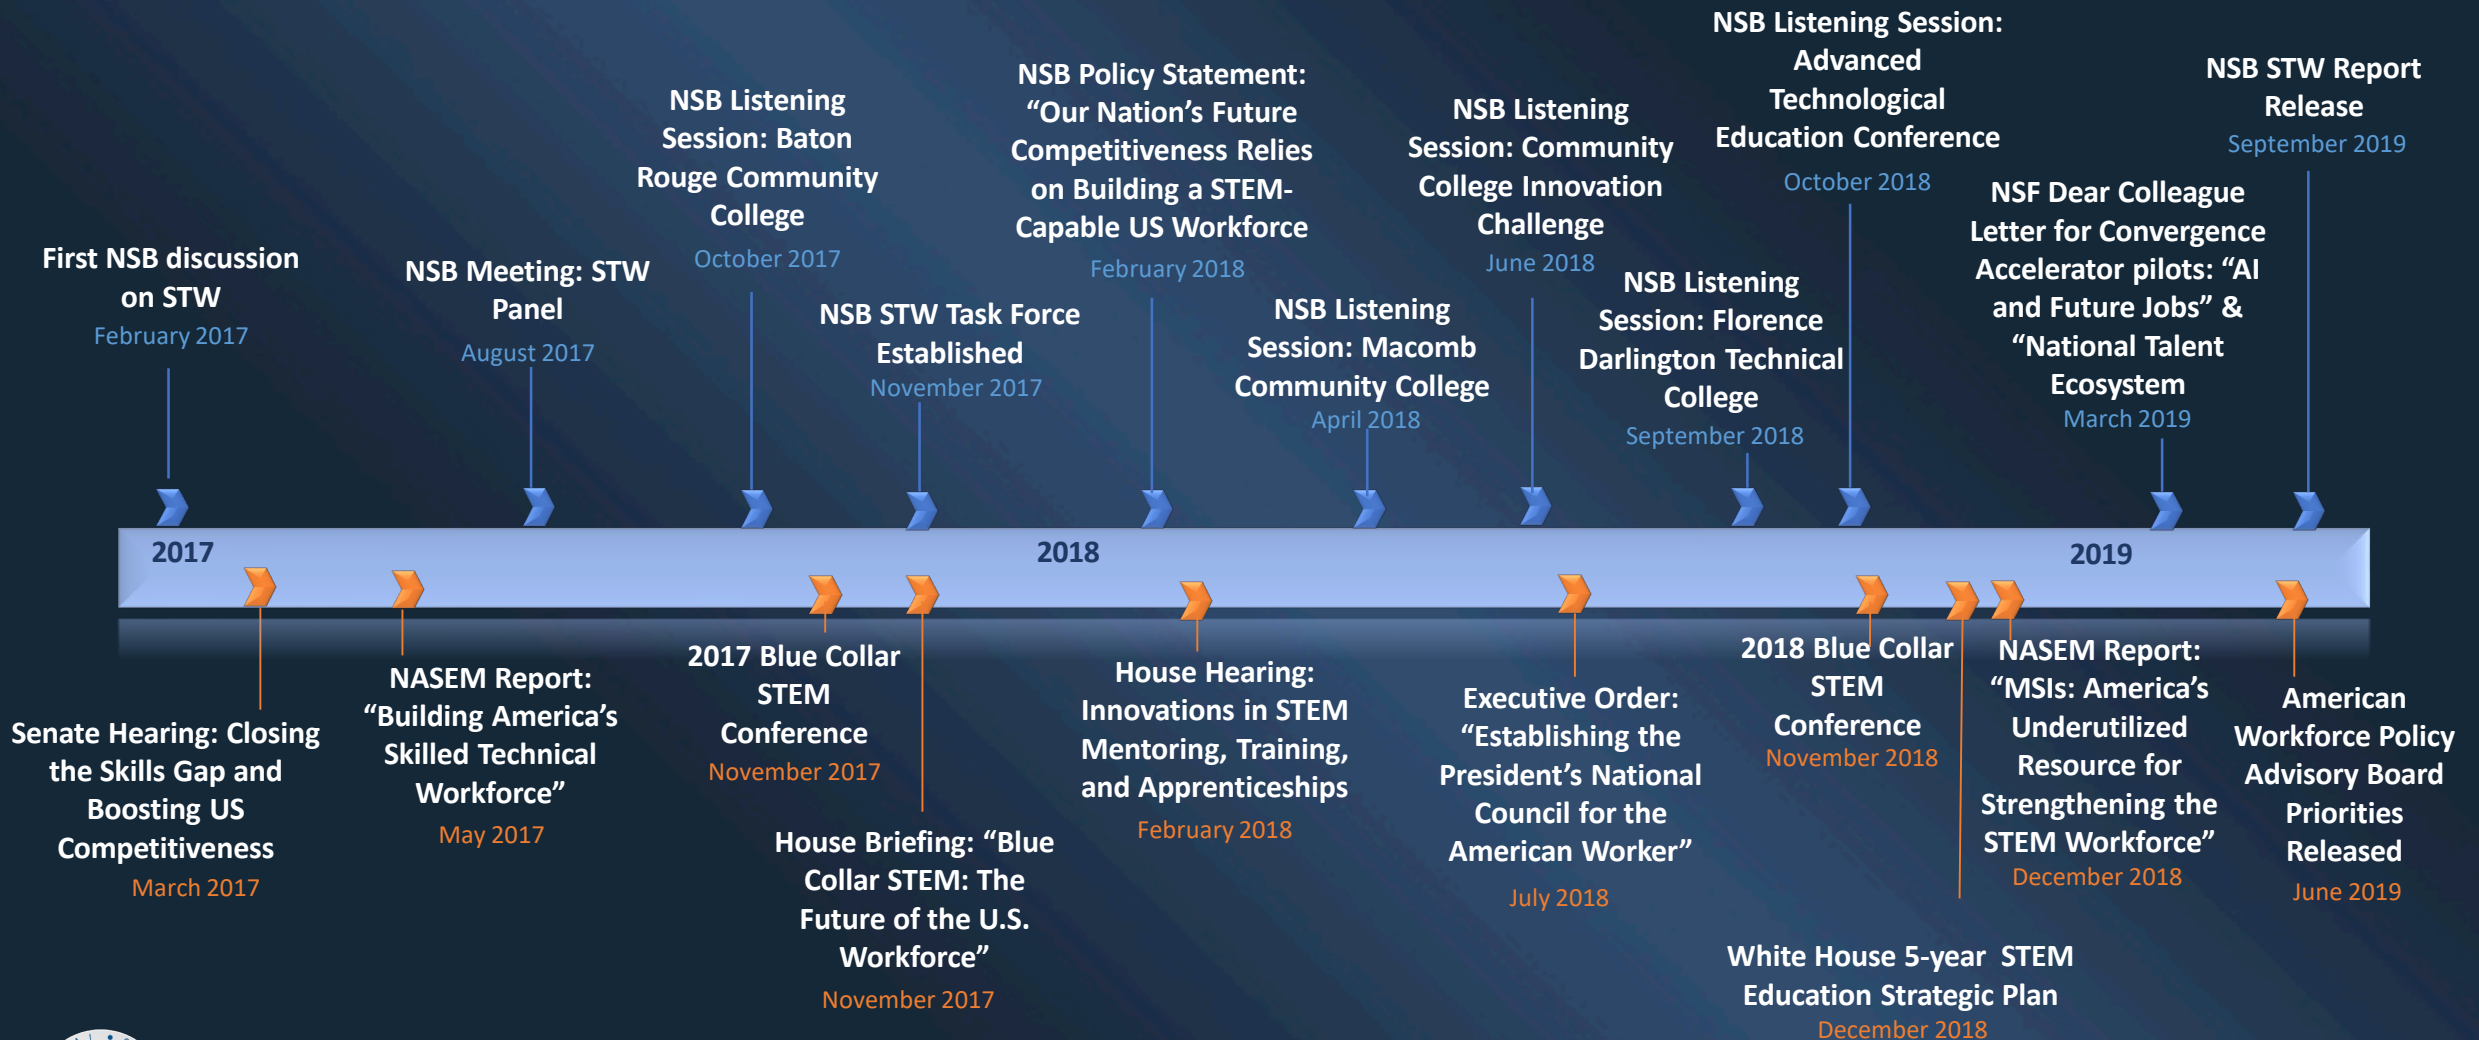 First NSB discussion
on STW
February 2017
NSB Meeting: STW
Panel
August 2017
NSB Listening
Session: Baton
Rouge Community
College
October 2017
NSB STW Task Force
Established
November 2017
NSB Policy Statement:
“Our Nation’s Future
Competitiveness Relies
on Building a STEM-
Capable US Workforce
February 2018
NSB Listening
Session: Macomb
Community College
April 2018
NSB Listening
Session: Community
College Innovation
Challenge
June 2018
NSB Listening
Session: Florence
Darlington Technical
College
September 2018
NSB Listening Session:
Advanced
Technological
Education Conference
October 2018
NSF Dear Colleague
Letter for Convergence
Accelerator pilots: “AI
and Future Jobs” &
“National Talent
Ecosystem
March 2019
NSB STW Report
Release
September 2019
2017
2018
2019
Senate Hearing: Closing
the Skills Gap and
Boosting US
Competitiveness
March 2017
NASEM Report:
“Building America’s
Skilled Technical
Workforce”
May 2017
2017 Blue Collar
STEM
Conference
November 2017
House Briefing: “Blue
Collar STEM: The
Future of the U.S.
Workforce”
November 2017
House Hearing:
Innovations in STEM
Mentoring, Training,
and Apprenticeships
February 2018
Executive Order:
“Establishing the
President’s National
Council for the
American Worker”
July 2018
2018 Blue Collar
STEM
Conference
November 2018
White House 5-year  STEM
Education Strategic Plan
December 2018
NASEM Report:
“MSIs: America’s
Underutilized
Resource for
Strengthening the
STEM Workforce”
December 2018
American
Workforce Policy
Advisory Board
Priorities
Released
June 2019